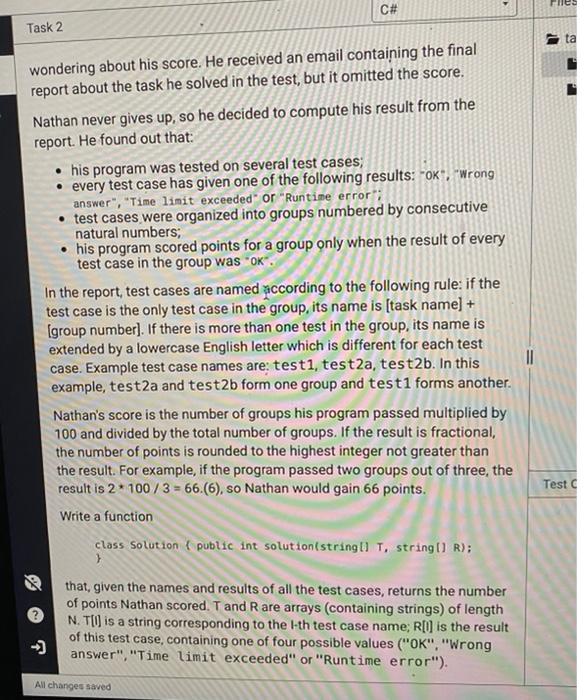 C#
Files
Task 2
ta
wondering about his score. He received an email containing the final
report about the task he solved in the test, but it omitted the score.
Nathan never gives up, so he decided to compute his result from the
report. He found out that:
• his program was tested on several test cases;
• every test case has given one of the following results: "OK", "Wrong
answer", "Time limit exceeded" or "Runtime error";
• test cases were organized into groups numbered by consecutive
natural numbers;
• his program scored points for a group only when the result of every
test case in the group was "OK".
In the report, test cases are named according to the following rule: if the
test case is the only test case in the group, its name is [task name] +
[group number]. If there is more than one test in the group, its name is
extended by a lowercase English letter which is different for each test
case. Example test case names are: test1, test2a, test2b. In this
example, test2a and test2b form one group and test1 forms another.
Nathan's score is the number of groups his program passed multiplied by
100 and divided by the total number of groups. If the result is fractional,
the number of points is rounded to the highest integer not greater than
the result. For example, if the program passed two groups out of three, the
result is 2 * 100 / 3 = 66.(6), so Nathan would gain 66 points.
Test C
Write a function
class Solution { public int solution(string[] T, string[] R);
}
that, given the names and results of all the test cases, returns the number
of points Nathan scored. T and R are arrays (containing strings) of length
N. T[I] is a string corresponding to the I-th test case name; R[I] is the result
of this test case, containing one of four possible values ("OK", "Wrong
answer", "Time limit exceeded" or "Runtime error").
All changes saved